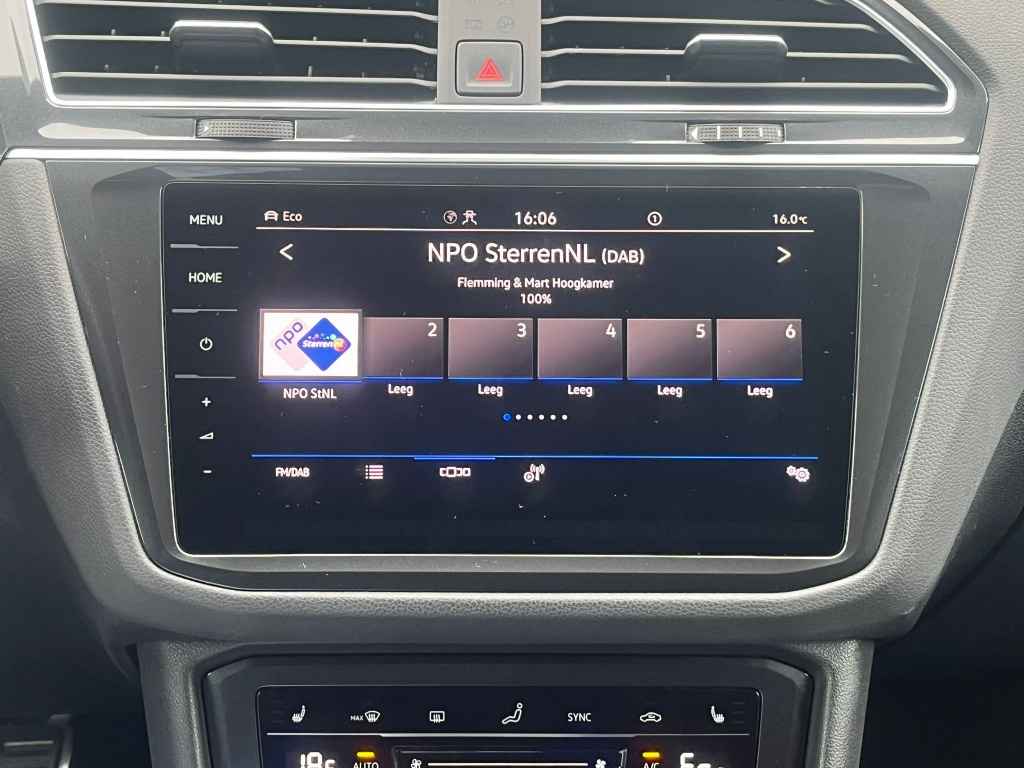 MENU
Eco
16:06
1
16.0°C
HOME
<
NPO SterrenNL (DAB)
>
Flemming & Mart Hoogkamer
100%
npo
SterrenNL
2
3
4
5
6
NPO StNL
Leeg
Leeg
Leeg
Leeg
Leeg
+
-
FM/DAB
MAX
SYNC
AUTO
A/C